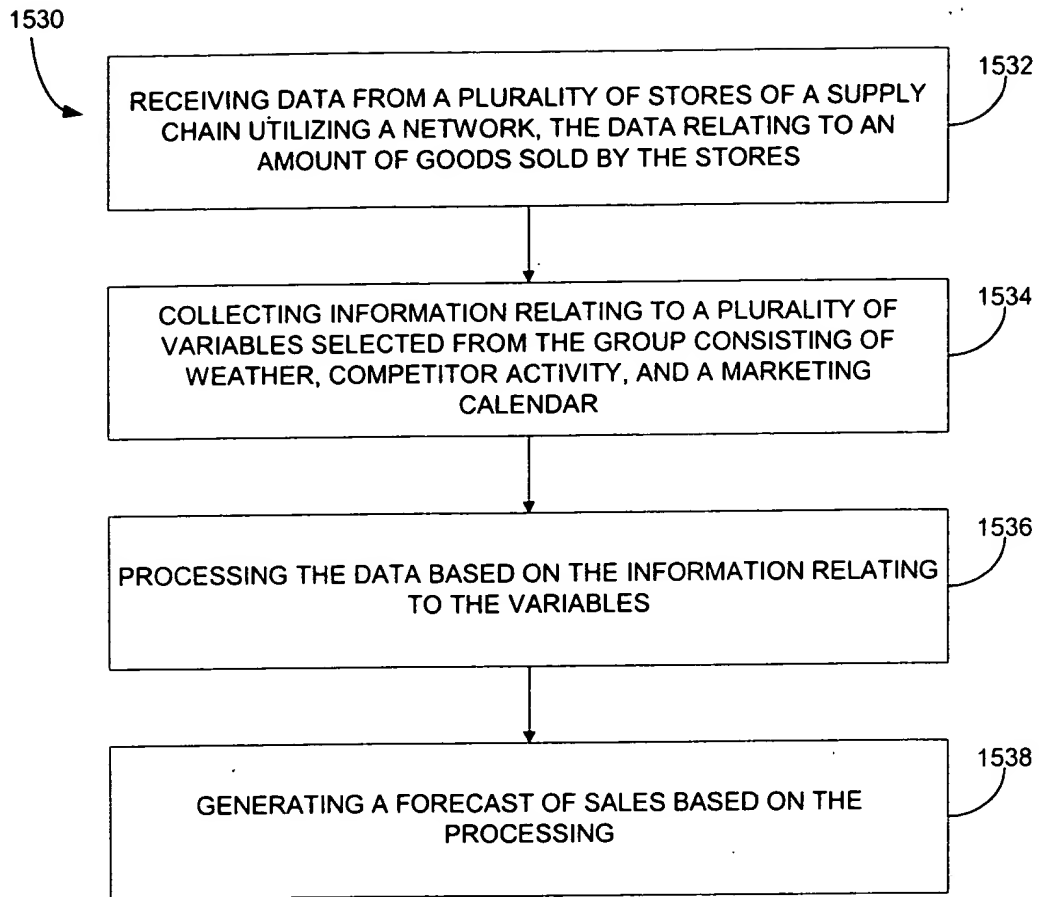 1530
1532
RECEIVING DATA FROM A PLURALITY OF STORES OF A SUPPLY
CHAIN UTILIZING A NETWORK, THE DATA RELATING TO AN
AMOUNT OF GOODS SOLD BY THE STORES
1534
COLLECTING INFORMATION RELATING TO A PLURALITY OF
VARIABLES SELECTED FROM THE GROUP CONSISTING OF
WEATHER, COMPETITOR ACTIVITY, AND A MARKETING
CALENDAR
1536
PROCESSING THE DATA BASED ON THE INFORMATION RELATING
TO THE VARIABLES
1538
GENERATING A FORECAST OF SALES BASED ON THE
PROCESSING